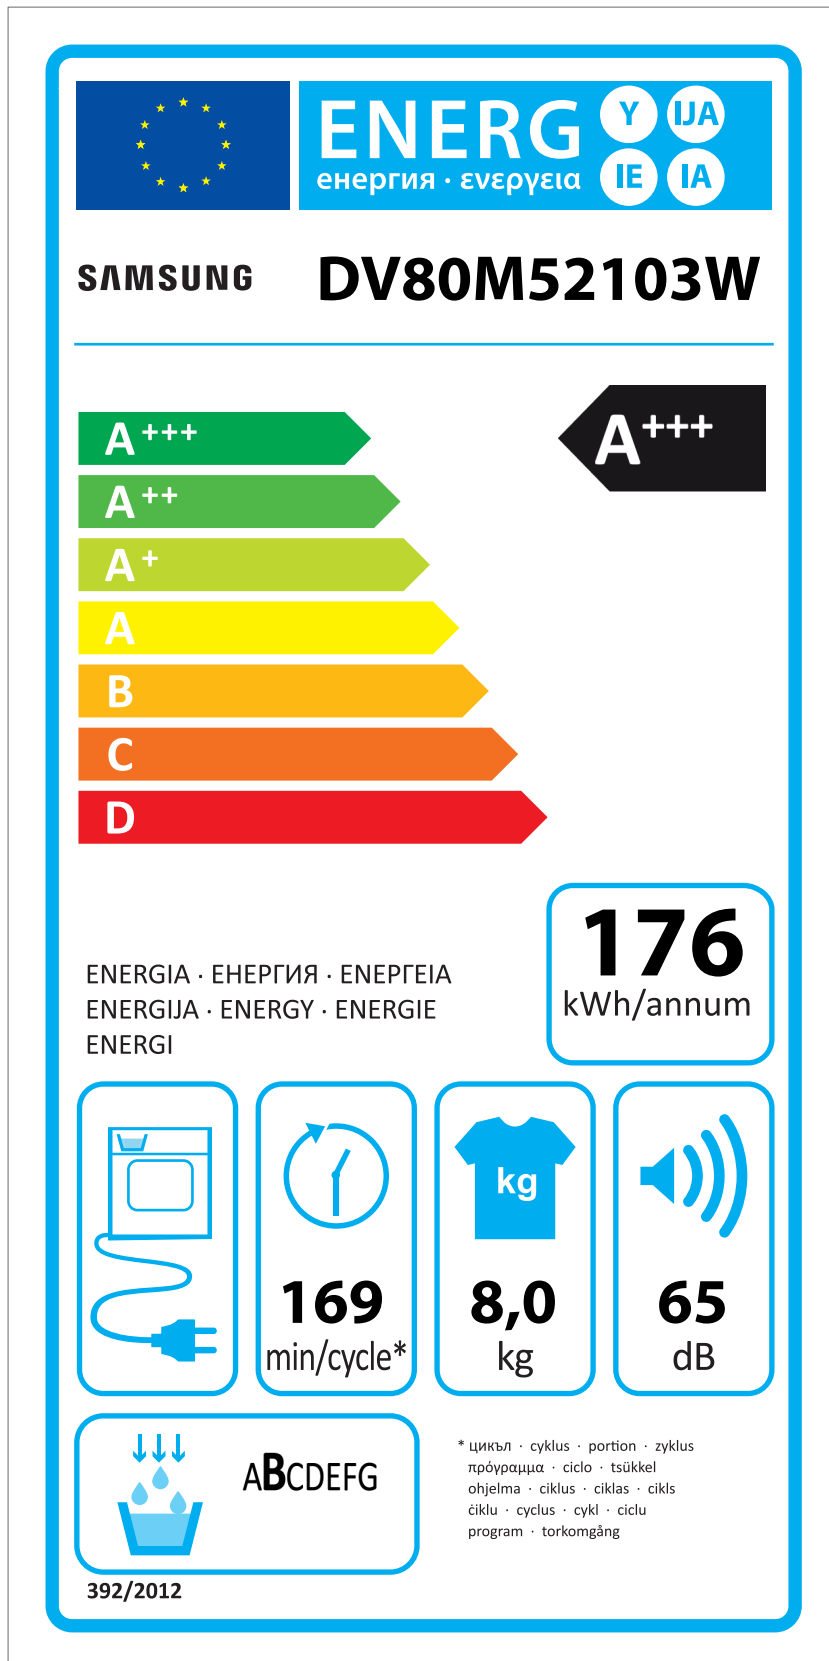 ENERG Y IJA
енергия · ενεργεια IE IA
SAMSUNG DV80M52103W
A+++ A+++
A++
A+
A
B
C
D
176
kWh/annum
ENERGIA · ЕНЕРГИЯ · ΕΝΕΡΓΕΙΑ
ENERGIJA · ENERGY · ENERGIE
ENERGI
kg
169 8,0 65
min/cycle* kg dB
ABCDEFG
* цикъл · cyklus · portion · zyklus
πρόγραμμα · ciclo · tsükkel
ohjelma · ciklus · ciklas · cikls
ċiklu · cyclus · cykl · ciclu
program · torkomgång
392/2012